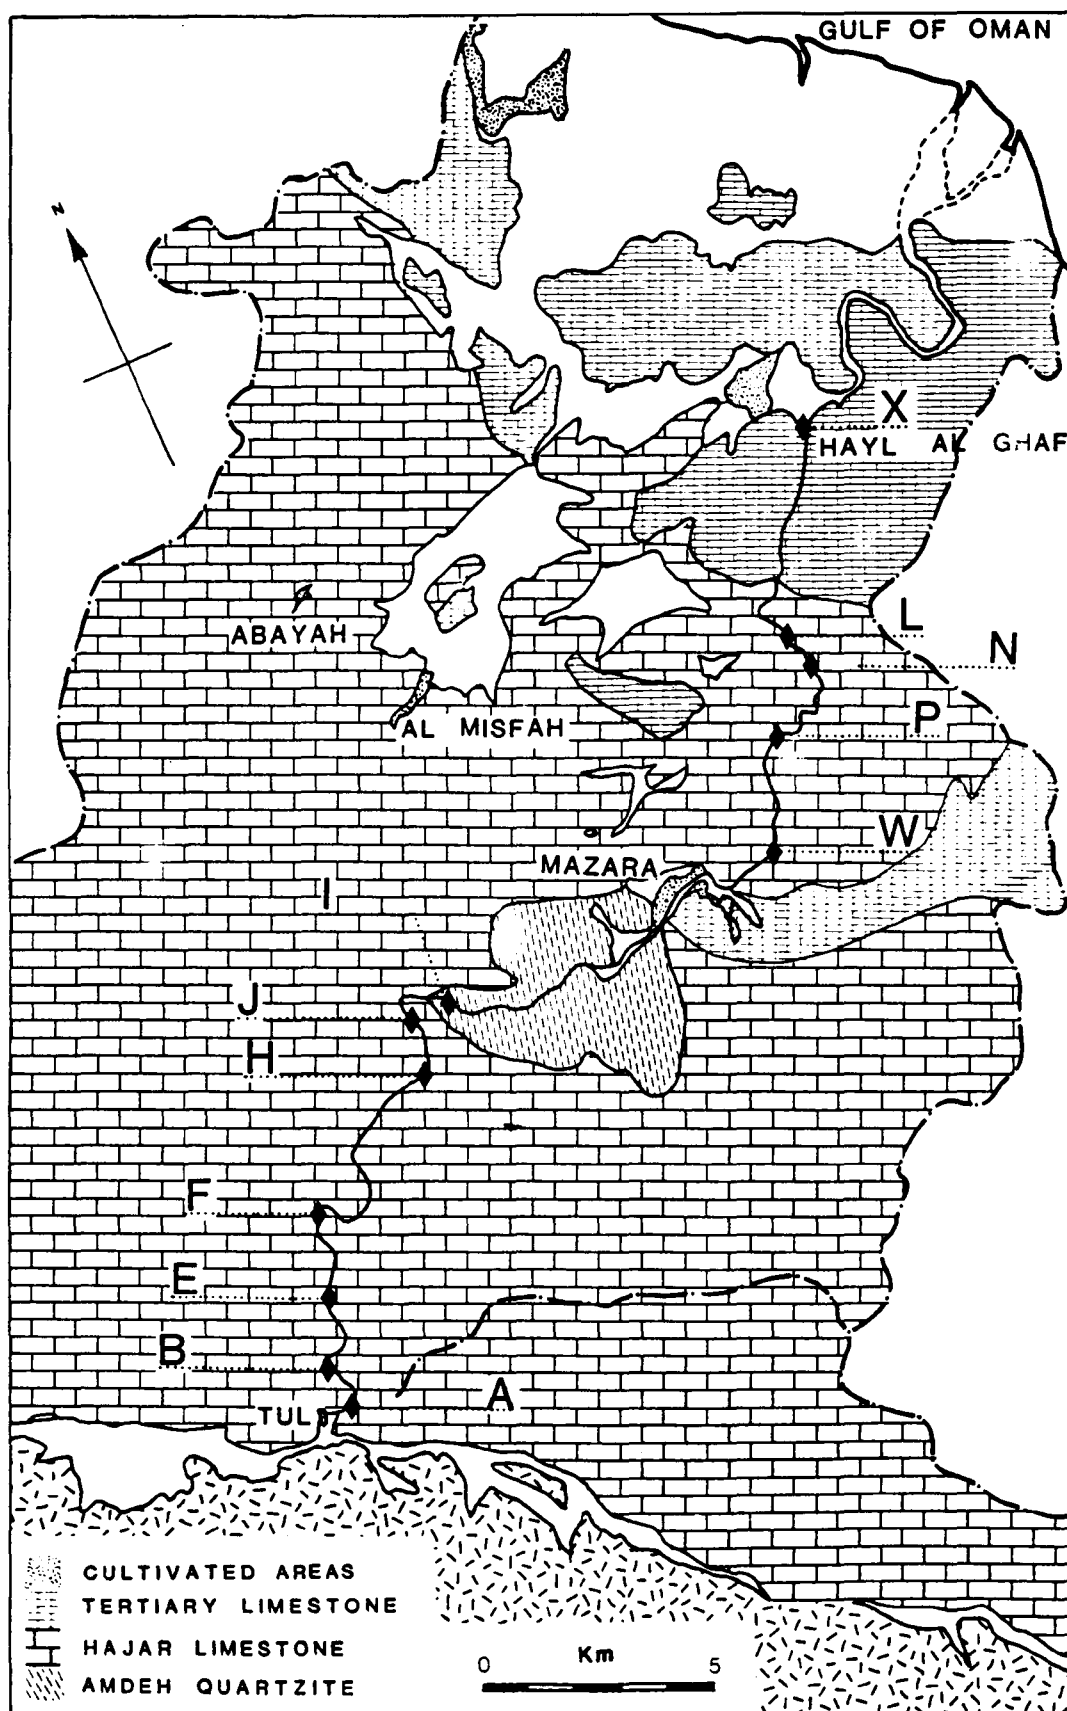 GULF OF OMAN
N
X
HAYL AL GHAF
L
ABAYAH
N
P
AL MISFAH
W
MAZARA
I
J
H
F
E
B
A
TUL
CULTIVATED AREAS
TERTIARY LIMESTONE
HAJAR LIMESTONE
AMDEH QUARTZITE
Km
0 5